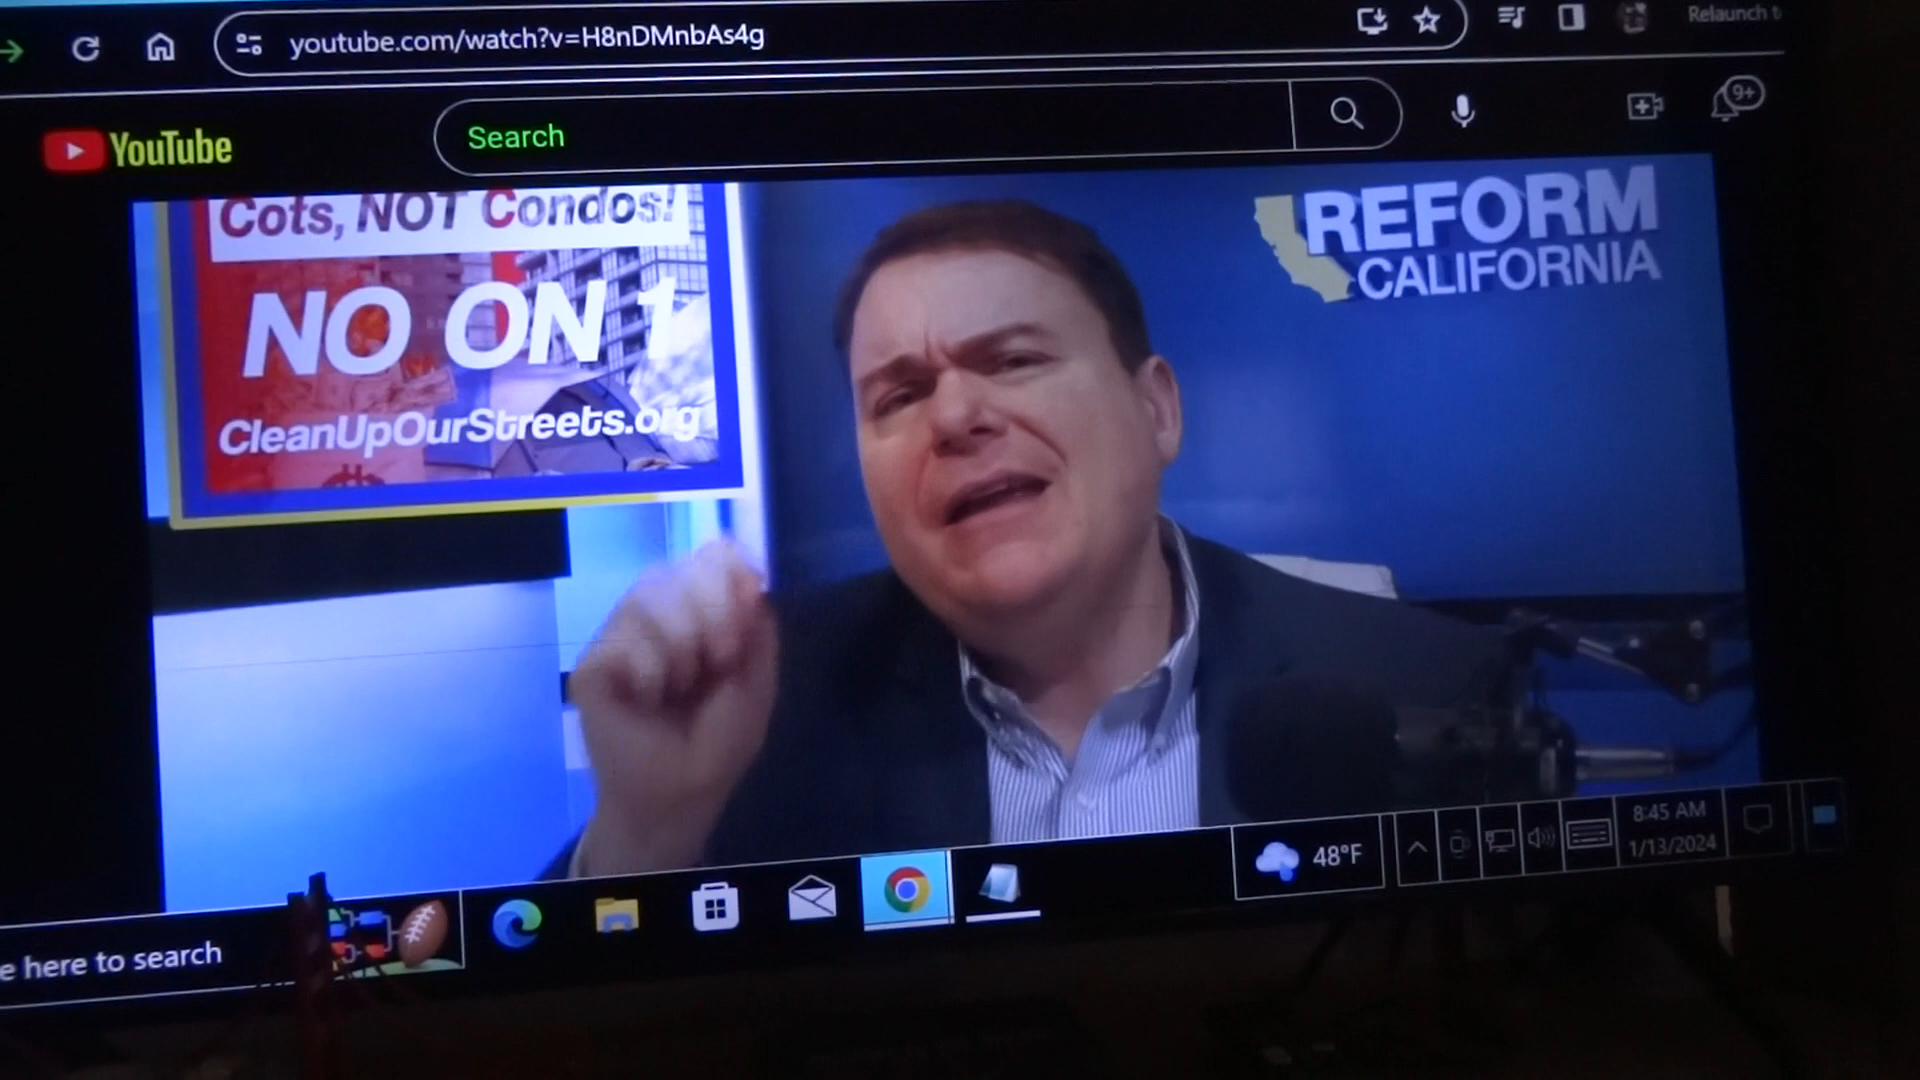 youtube.com/watch?v=H8nDMnbAs4g
Relaunch t
YouTube
Search
9+
Cots, NOT Condos!
NO ON 1
CleanUpOurStreets.org
REFORM
CALIFORNIA
e here to search
48°F
8:45 AM
1/13/2024